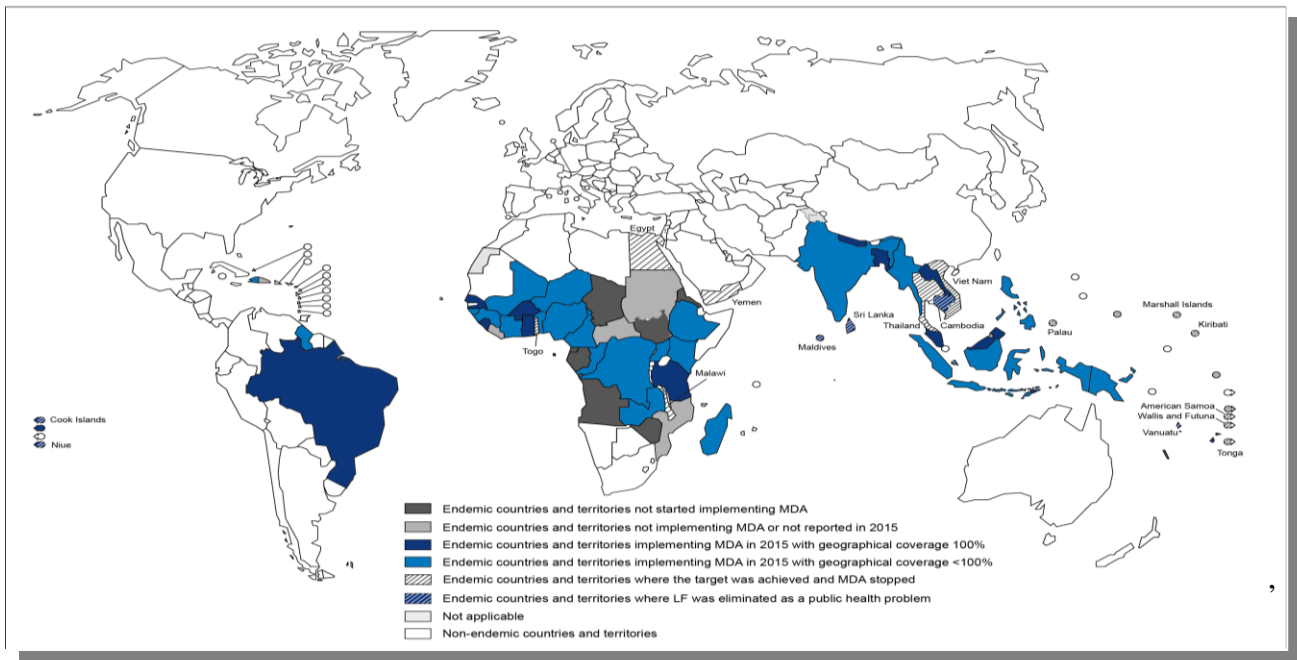 Egypt
Yemen
Togo
Malawi
Viet Nam
Sri Lanka
Thailand
Cambodia
Maldives
Palau
Marshall Islands
Kiribati
American Samoa
Wallis and Futuna
Vanuatu
Tonga
Cook Islands
Niue
Endemic countries and territories not started implementing MDA
Endemic countries and territories not implementing MDA or not reported in 2015
Endemic countries and territories implementing MDA in 2015 with geographical coverage 100%
Endemic countries and territories implementing MDA in 2015 with geographical coverage <100%
Endemic countries and territories where the target was achieved and MDA stopped
Endemic countries and territories where LF was eliminated as a public health problem
Not applicable
Non-endemic countries and territories
,